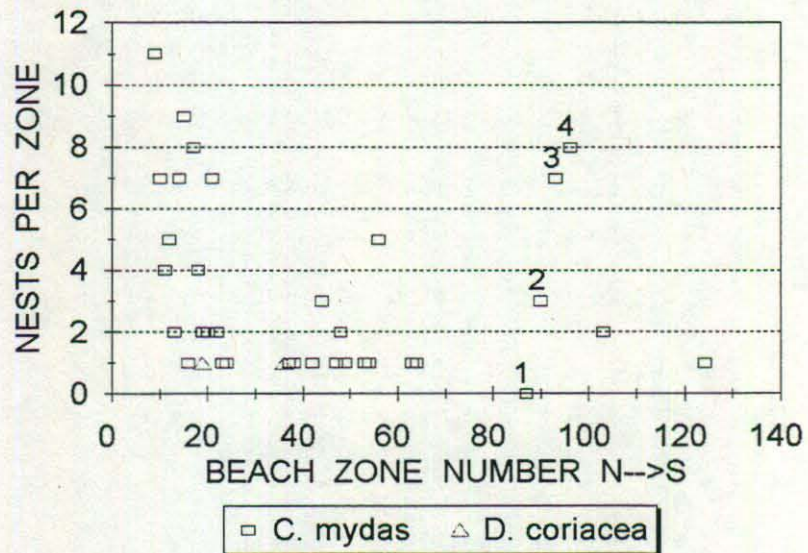 NESTS PER ZONE
12
10
8
6
4
2
0
4
3
2
1
0 20 40 60 80 100 120 140
BEACH ZONE NUMBER N-->S
C. mydas D. coriacea